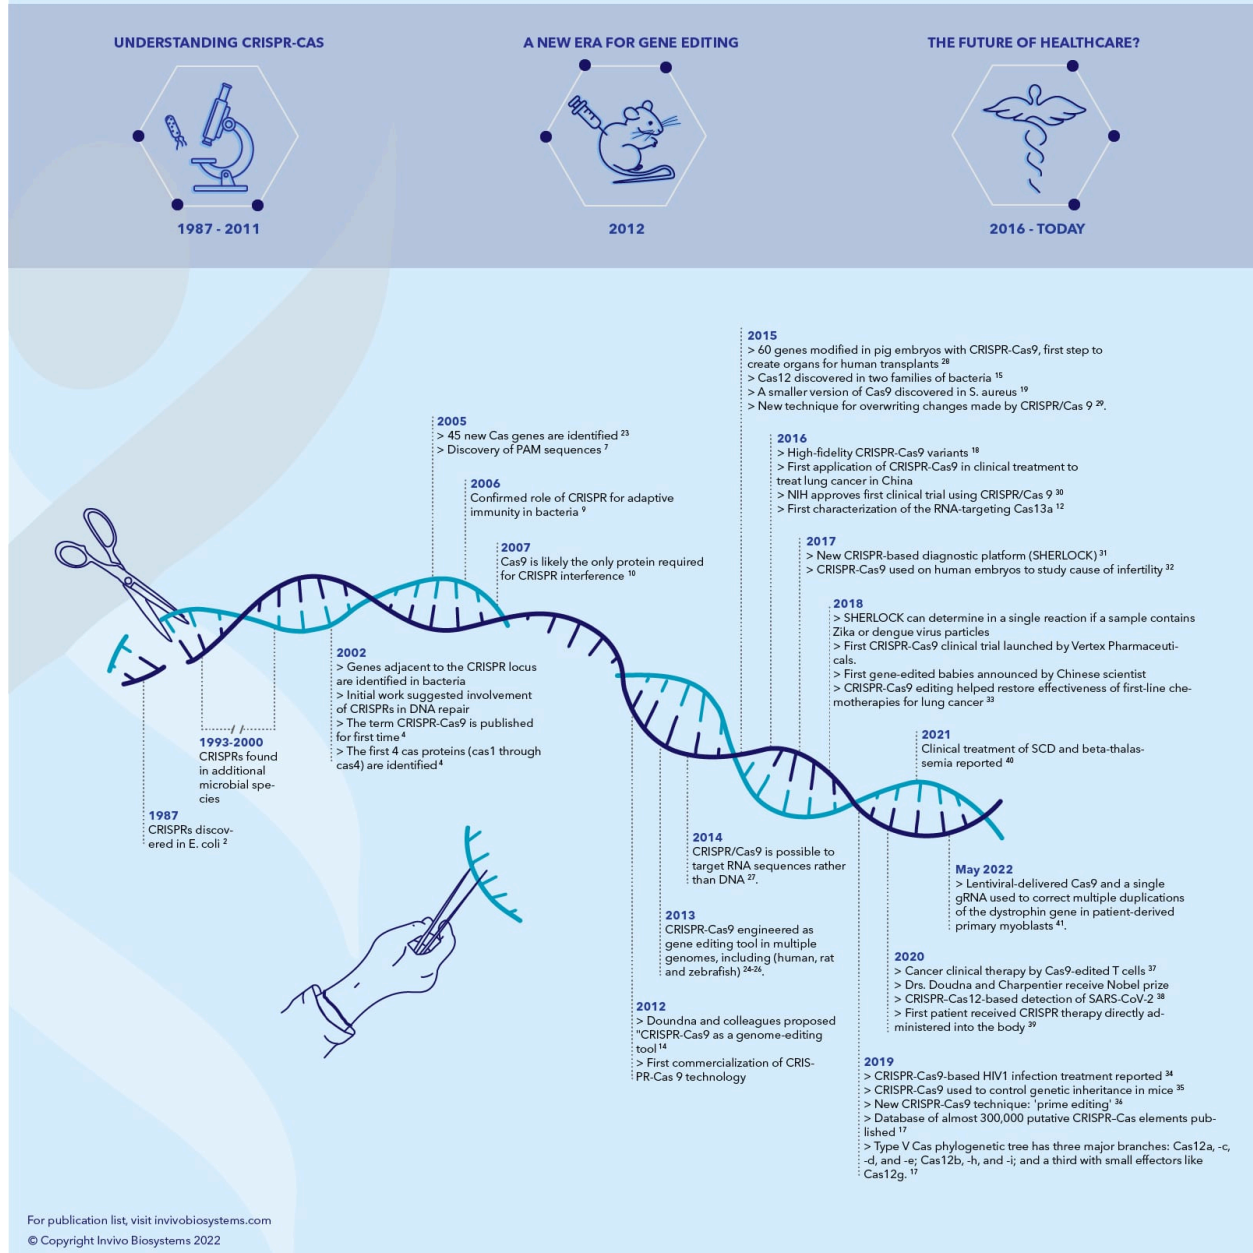 UNDERSTANDING CRISPR-CAS
A NEW ERA FOR GENE EDITING
THE FUTURE OF HEALTHCARE?
1987 - 2011
2012
2016 - TODAY
2015
> 60 genes modified in pig embryos with CRISPR-Cas9, first step to
create organs for human transplants 28
> Cas12 discovered in two families of bacteria 15
> A smaller version of Cas9 discovered in S. aureus 19
> New technique for overwriting changes made by CRISPR/Cas 9 29.
2005
> 45 new Cas genes are identified 23
> Discovery of PAM sequences 7
2016
> High-fidelity CRISPR-Cas9 variants 18
> First application of CRISPR-Cas9 in clinical treatment to
treat lung cancer in China
> NIH approves first clinical trial using CRISPR/Cas 9 30
> First characterization of the RNA-targeting Cas13a 12
2006
Confirmed role of CRISPR for adaptive
immunity in bacteria 9
2007
Cas9 is likely the only protein required
for CRISPR interference 10
2017
> New CRISPR-based diagnostic platform (SHERLOCK) 31
> CRISPR-Cas9 used on human embryos to study cause of infertility 32
2018
> SHERLOCK can determine in a single reaction if a sample contains
Zika or dengue virus particles
> First CRISPR-Cas9 clinical trial launched by Vertex Pharmaceuti-
cals.
> First gene-edited babies announced by Chinese scientist
> CRISPR-Cas9 editing helped restore effectiveness of first-line che-
motherapies for lung cancer 33
2002
> Genes adjacent to the CRISPR locus
are identified in bacteria
> Initial work suggested involvement
of CRISPRs in DNA repair
> The term CRISPR-Cas9 is published
for first time 4
> The first 4 cas proteins (cas1 through
cas4) are identified 4
1993-2000
CRISPRs found
in additional
microbial spe-
cies
1987
CRISPRs discov-
ered in E. coli 2
2021
Clinical treatment of SCD and beta-thalas-
semia reported 40
2014
CRISPR/Cas9 is possible to
target RNA sequences rather
than DNA 27.
May 2022
> Lentiviral-delivered Cas9 and a single
gRNA used to correct multiple duplications
of the dystrophin gene in patient-derived
primary myoblasts 41.
2013
CRISPR-Cas9 engineered as
gene editing tool in multiple
genomes, including (human, rat
and zebrafish) 24-26.
2020
> Cancer clinical therapy by Cas9-edited T cells 37
> Drs. Doudna and Charpentier receive Nobel prize
> CRISPR-Cas12-based detection of SARS-CoV-2 38
> First patient received CRISPR therapy directly ad-
ministered into the body 39
2012
> Doundna and colleagues proposed
"CRISPR-Cas9 as a genome-editing
tool 14
> First commercialization of CRIS-
PR-Cas 9 technology
2019
> CRISPR-Cas9-based HIV1 infection treatment reported 34
> CRISPR-Cas9 used to control genetic inheritance in mice 35
> New CRISPR-Cas9 technique: 'prime editing' 36
> Database of almost 300,000 putative CRISPR–Cas elements pub-
lished 17
> Type V Cas phylogenetic tree has three major branches: Cas12a, -c,
-d, and -e; Cas12b, -h, and -i; and a third with small effectors like
Cas12g. 17
For publication list, visit invivobiosystems.com
© Copyright Invivo Biosystems 2022